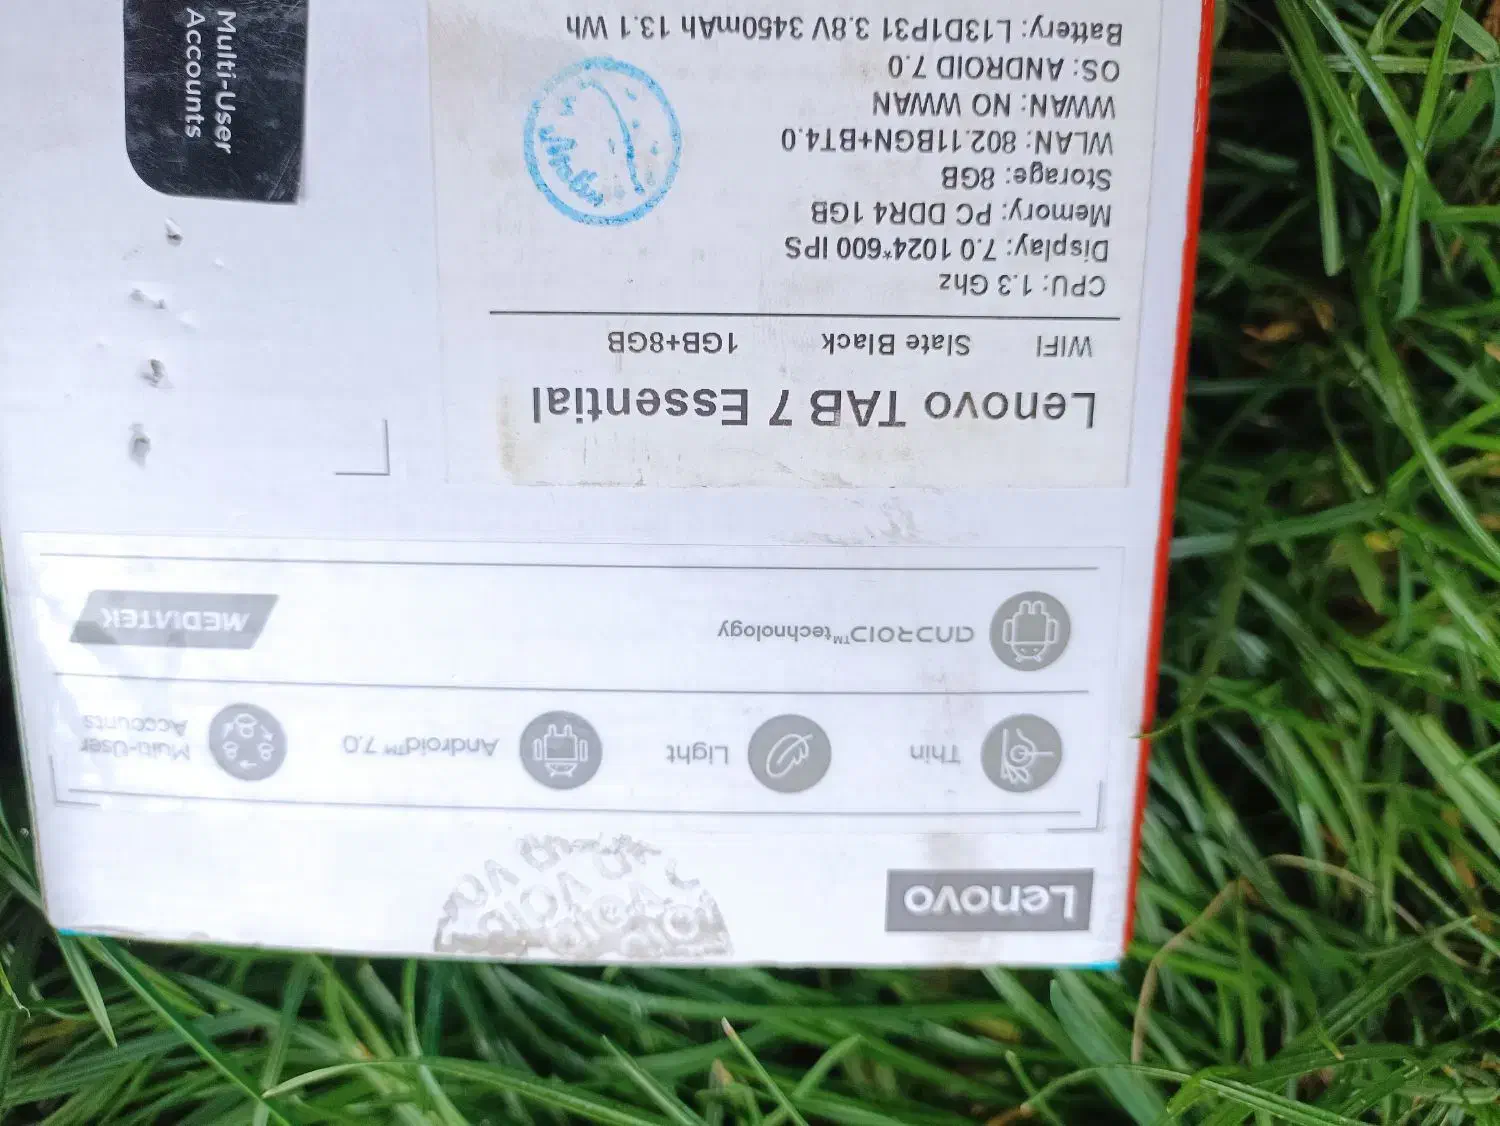 Lenovo
Thin
Light
Android™ 7.0
Multi-User
Accounts
ANDROID™technology
MEDIATEK
Lenovo TAB 7 Essential
WIFI Slate Black 1GB+8GB
CPU: 1.3 Ghz
Display: 7.0 1024*600 IPS
Memory: PC DDR4 1GB
Storage: 8GB
WLAN: 802.11BGN+BT4.0
WWAN: NO WWAN
OS: ANDROID 7.0
Battery: L13D1P31 3.8V 3450mAh 13.1 Wh
Multi-User
Accounts
VOID
VOID
VOID